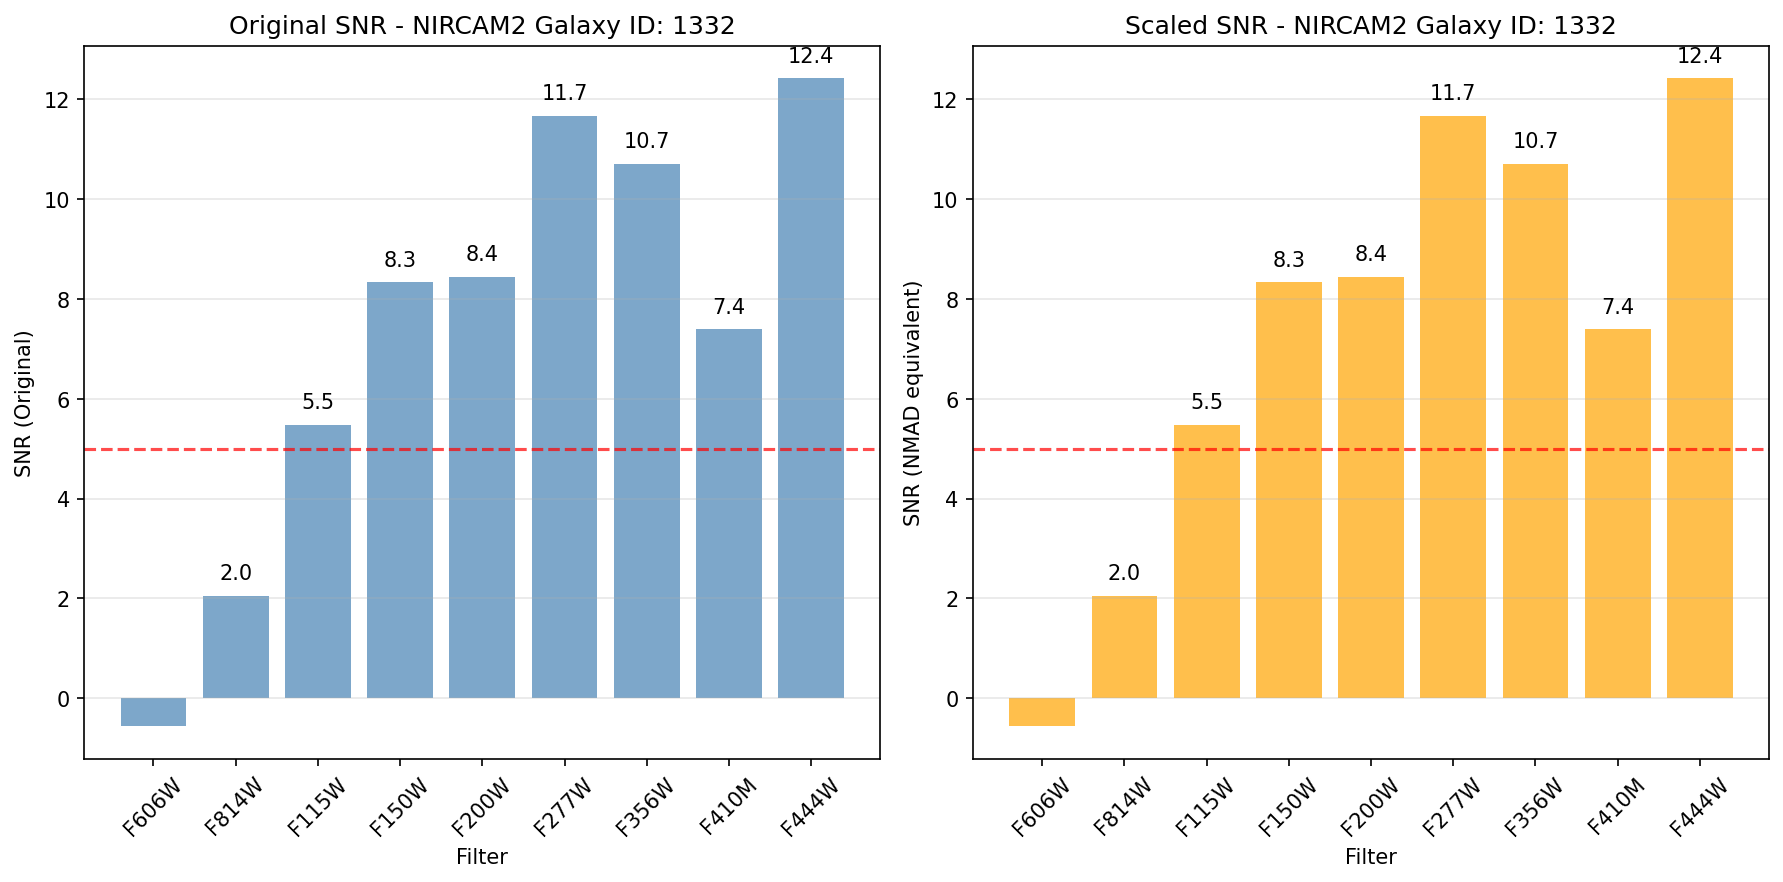 Original SNR - NIRCAM2 Galaxy ID: 1332
SNR (Original)
12
10
8
6
4
2
0
2.0
5.5
8.3
8.4
11.7
10.7
7.4
12.4
F606W
F814W
F115W
F150W
F200W
F277W
F356W
F410M
F444W
Filter
Scaled SNR - NIRCAM2 Galaxy ID: 1332
SNR (NMAD equivalent)
12
10
8
6
4
2
0
2.0
5.5
8.3
8.4
11.7
10.7
7.4
12.4
F606W
F814W
F115W
F150W
F200W
F277W
F356W
F410M
F444W
Filter